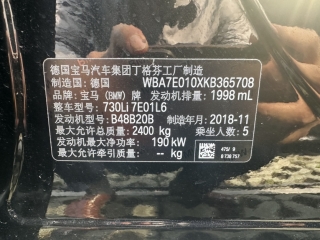 德国宝马汽车集团丁格芬工厂制造
制造国：德国 WBA7E010XKB365708
品牌：宝马 (BMW) 牌 发动机排量：1998 mL
整车型号：730Li 7E01L6
发动机型号：B48B20B 制造年月：2018-11
最大允许总质量：2400 kg 乘坐人数：5
发动机最大净功率：190 kW
最大允许牵引总质量：-- kg